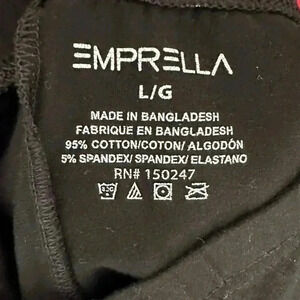 EMPRELLA
L/G
MADE IN BANGLADESH
FABRIQUE EN BANGLADESH
95% COTTON/COTON/ ALGODÓN
5% SPANDEX/ SPANDEX/ ELASTANO
RN# 150247